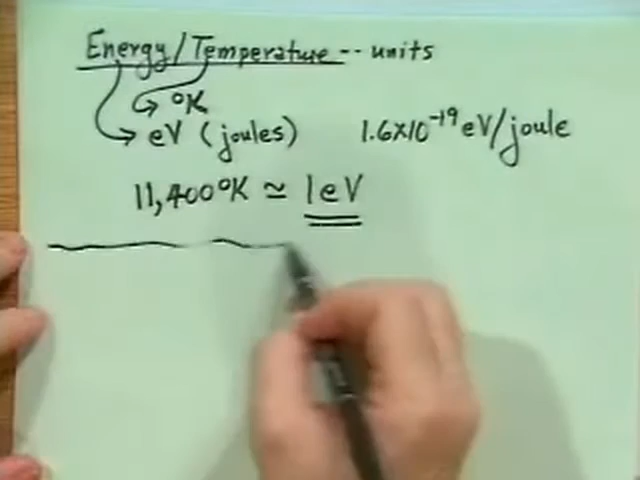 Energy/Temperature -- units
°K
eV (joules) 1.6x10⁻¹⁹ eV/joule
11,400°K ≃ 1eV